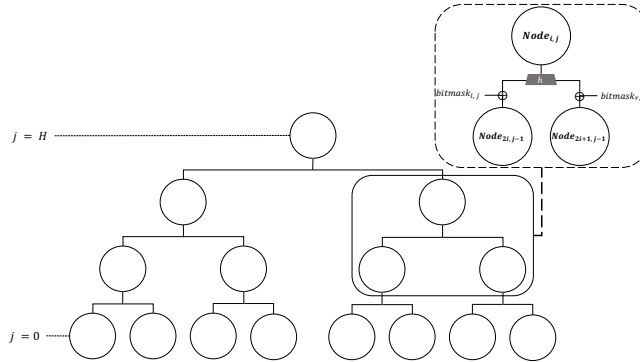 Node_{i,j}
h
bitmask_{l,j}
bitmask_{r,
Node_{2i,j−1}
Node_{2i+1,j−1}
j = H
j = 0